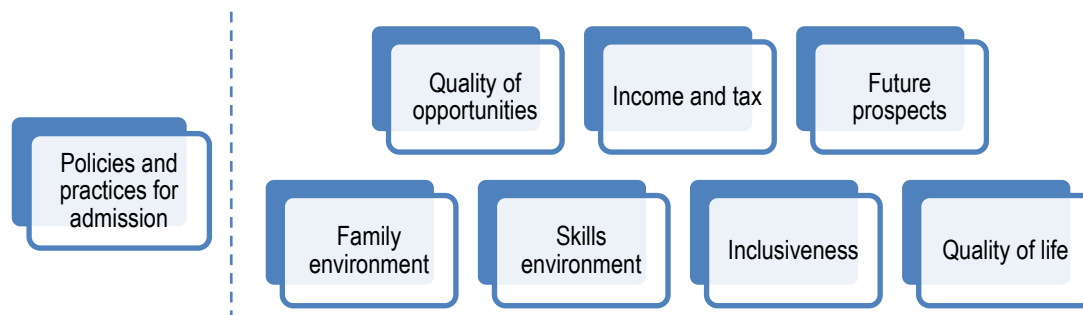 Policies and
practices for
admission
Quality of
opportunities
Income and tax
Future
prospects
Family
environment
Skills
environment
Inclusiveness
Quality of life